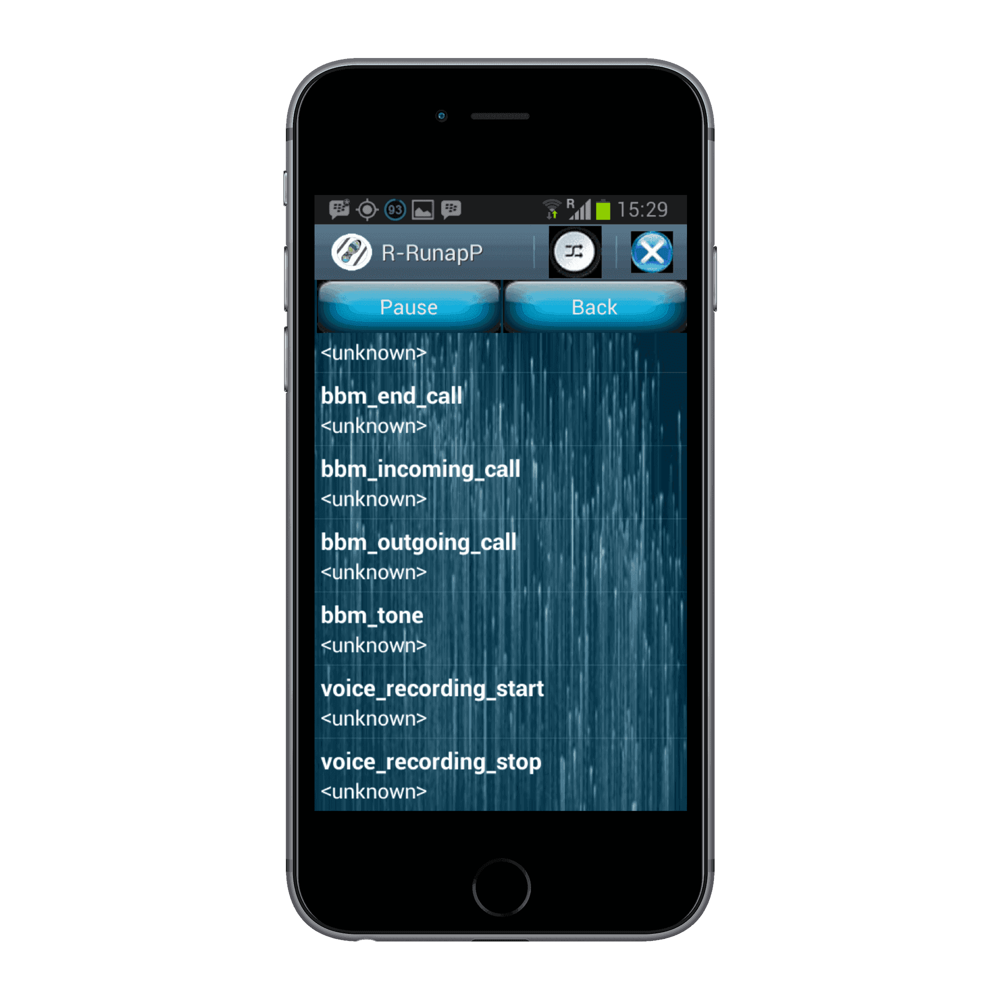 93 R 15:29
R-RunapP
Pause Back
<unknown>
bbm_end_call
<unknown>
bbm_incoming_call
<unknown>
bbm_outgoing_call
<unknown>
bbm_tone
<unknown>
voice_recording_start
<unknown>
voice_recording_stop
<unknown>